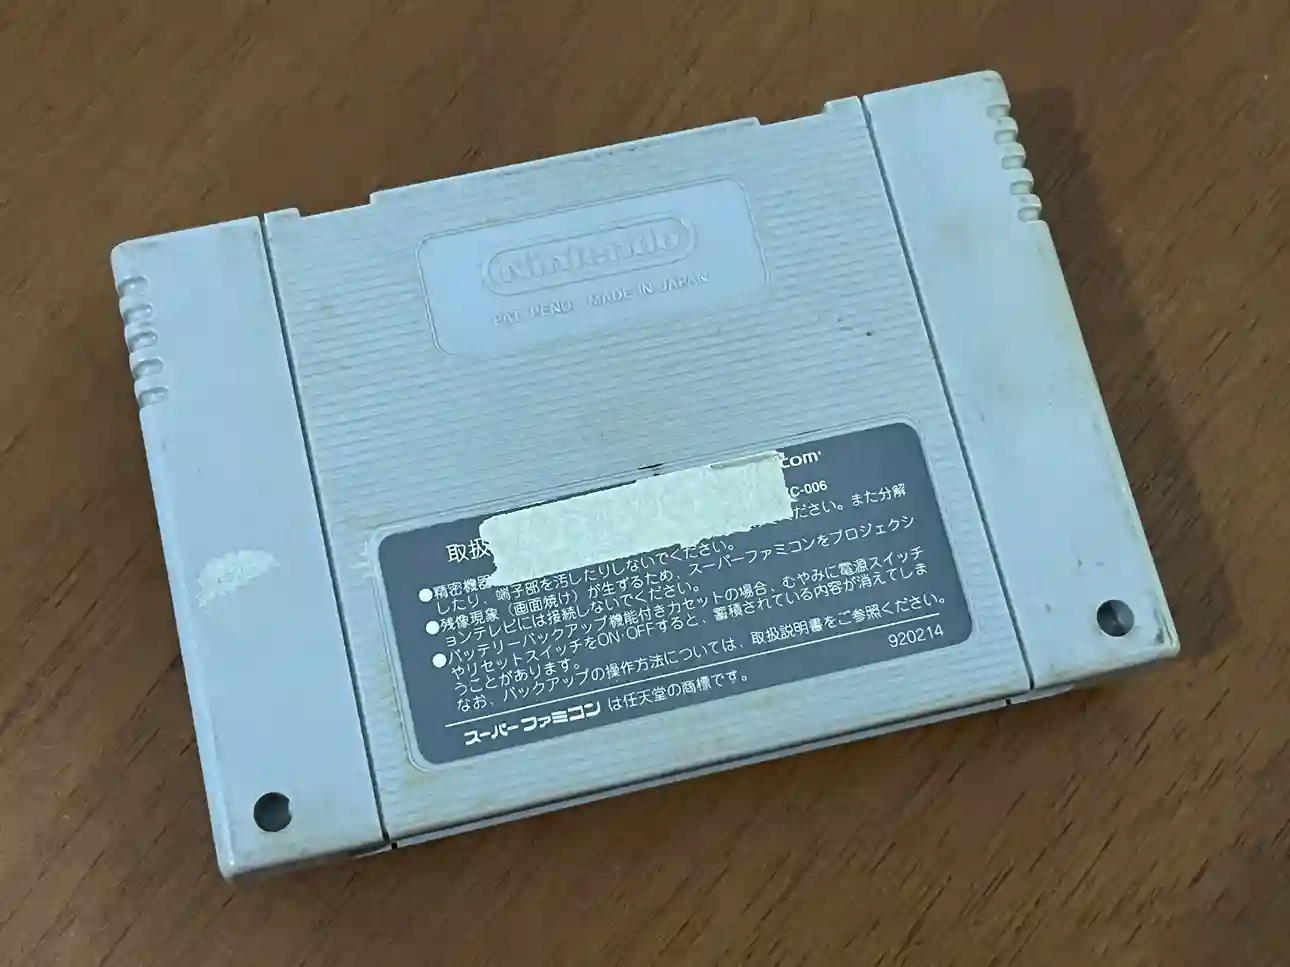 Nintendo
PAT. PEND. MADE IN JAPAN
com
C-006
取扱
●精密機器 ださい。また分解
したり、端子部を汚したりしないでください。
●残像現象（画面焼け）が生ずるため、スーパーファミコンをプロジェクシ
ョンテレビには接続しないでください。
●バッテリーバックアップ機能付きカセットの場合、むやみに電源スイッチ
やリセットスイッチをON・OFFすると、蓄積されている内容が消えてしま
うことがあります。
なお、バックアップの操作方法については、取扱説明書をご参照ください。
920214
スーパーファミコン は任天堂の商標です。